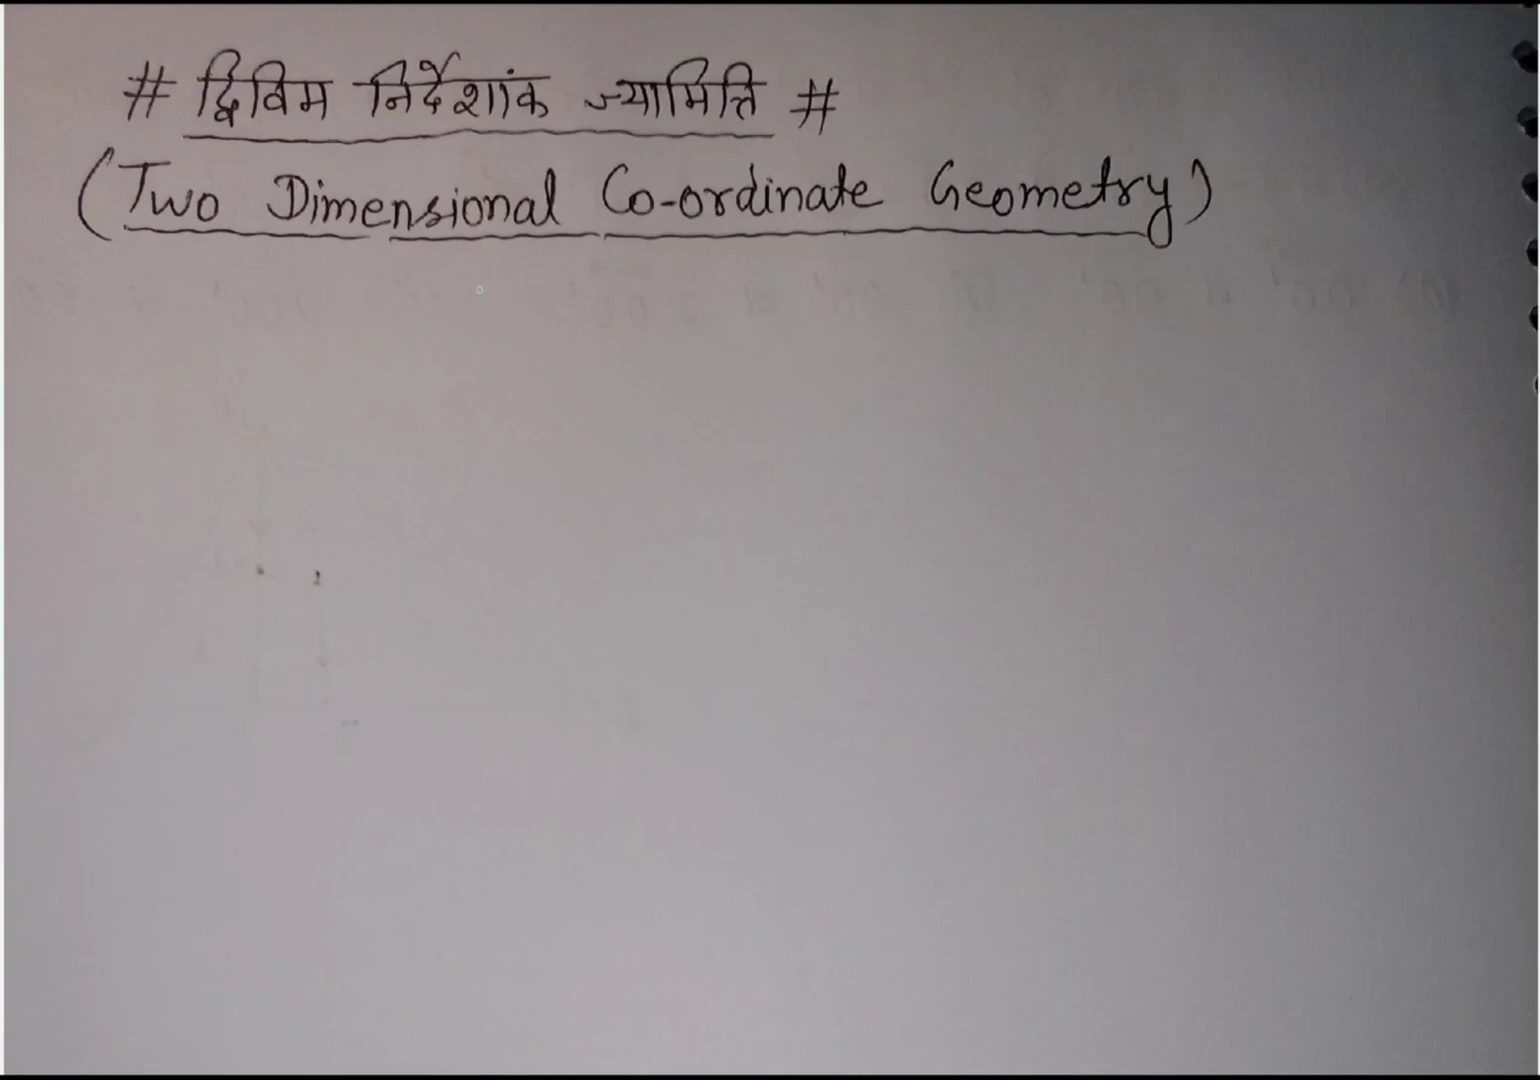 # द्विविम निर्देशांक ज्यामिति #
(Two Dimensional Co-ordinate Geometry)